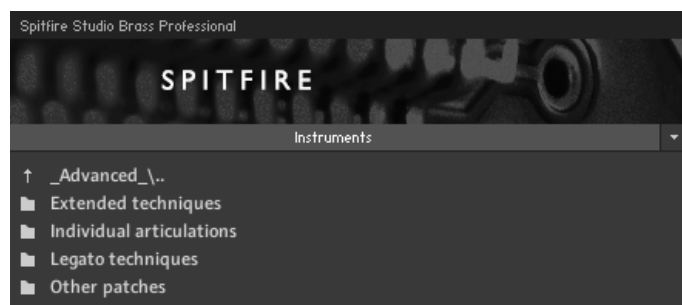 Spitfire Studio Brass Professional
SPITFIRE
Instruments
↑ _Advanced_\..
Extended techniques
Individual articulations
Legato techniques
Other patches